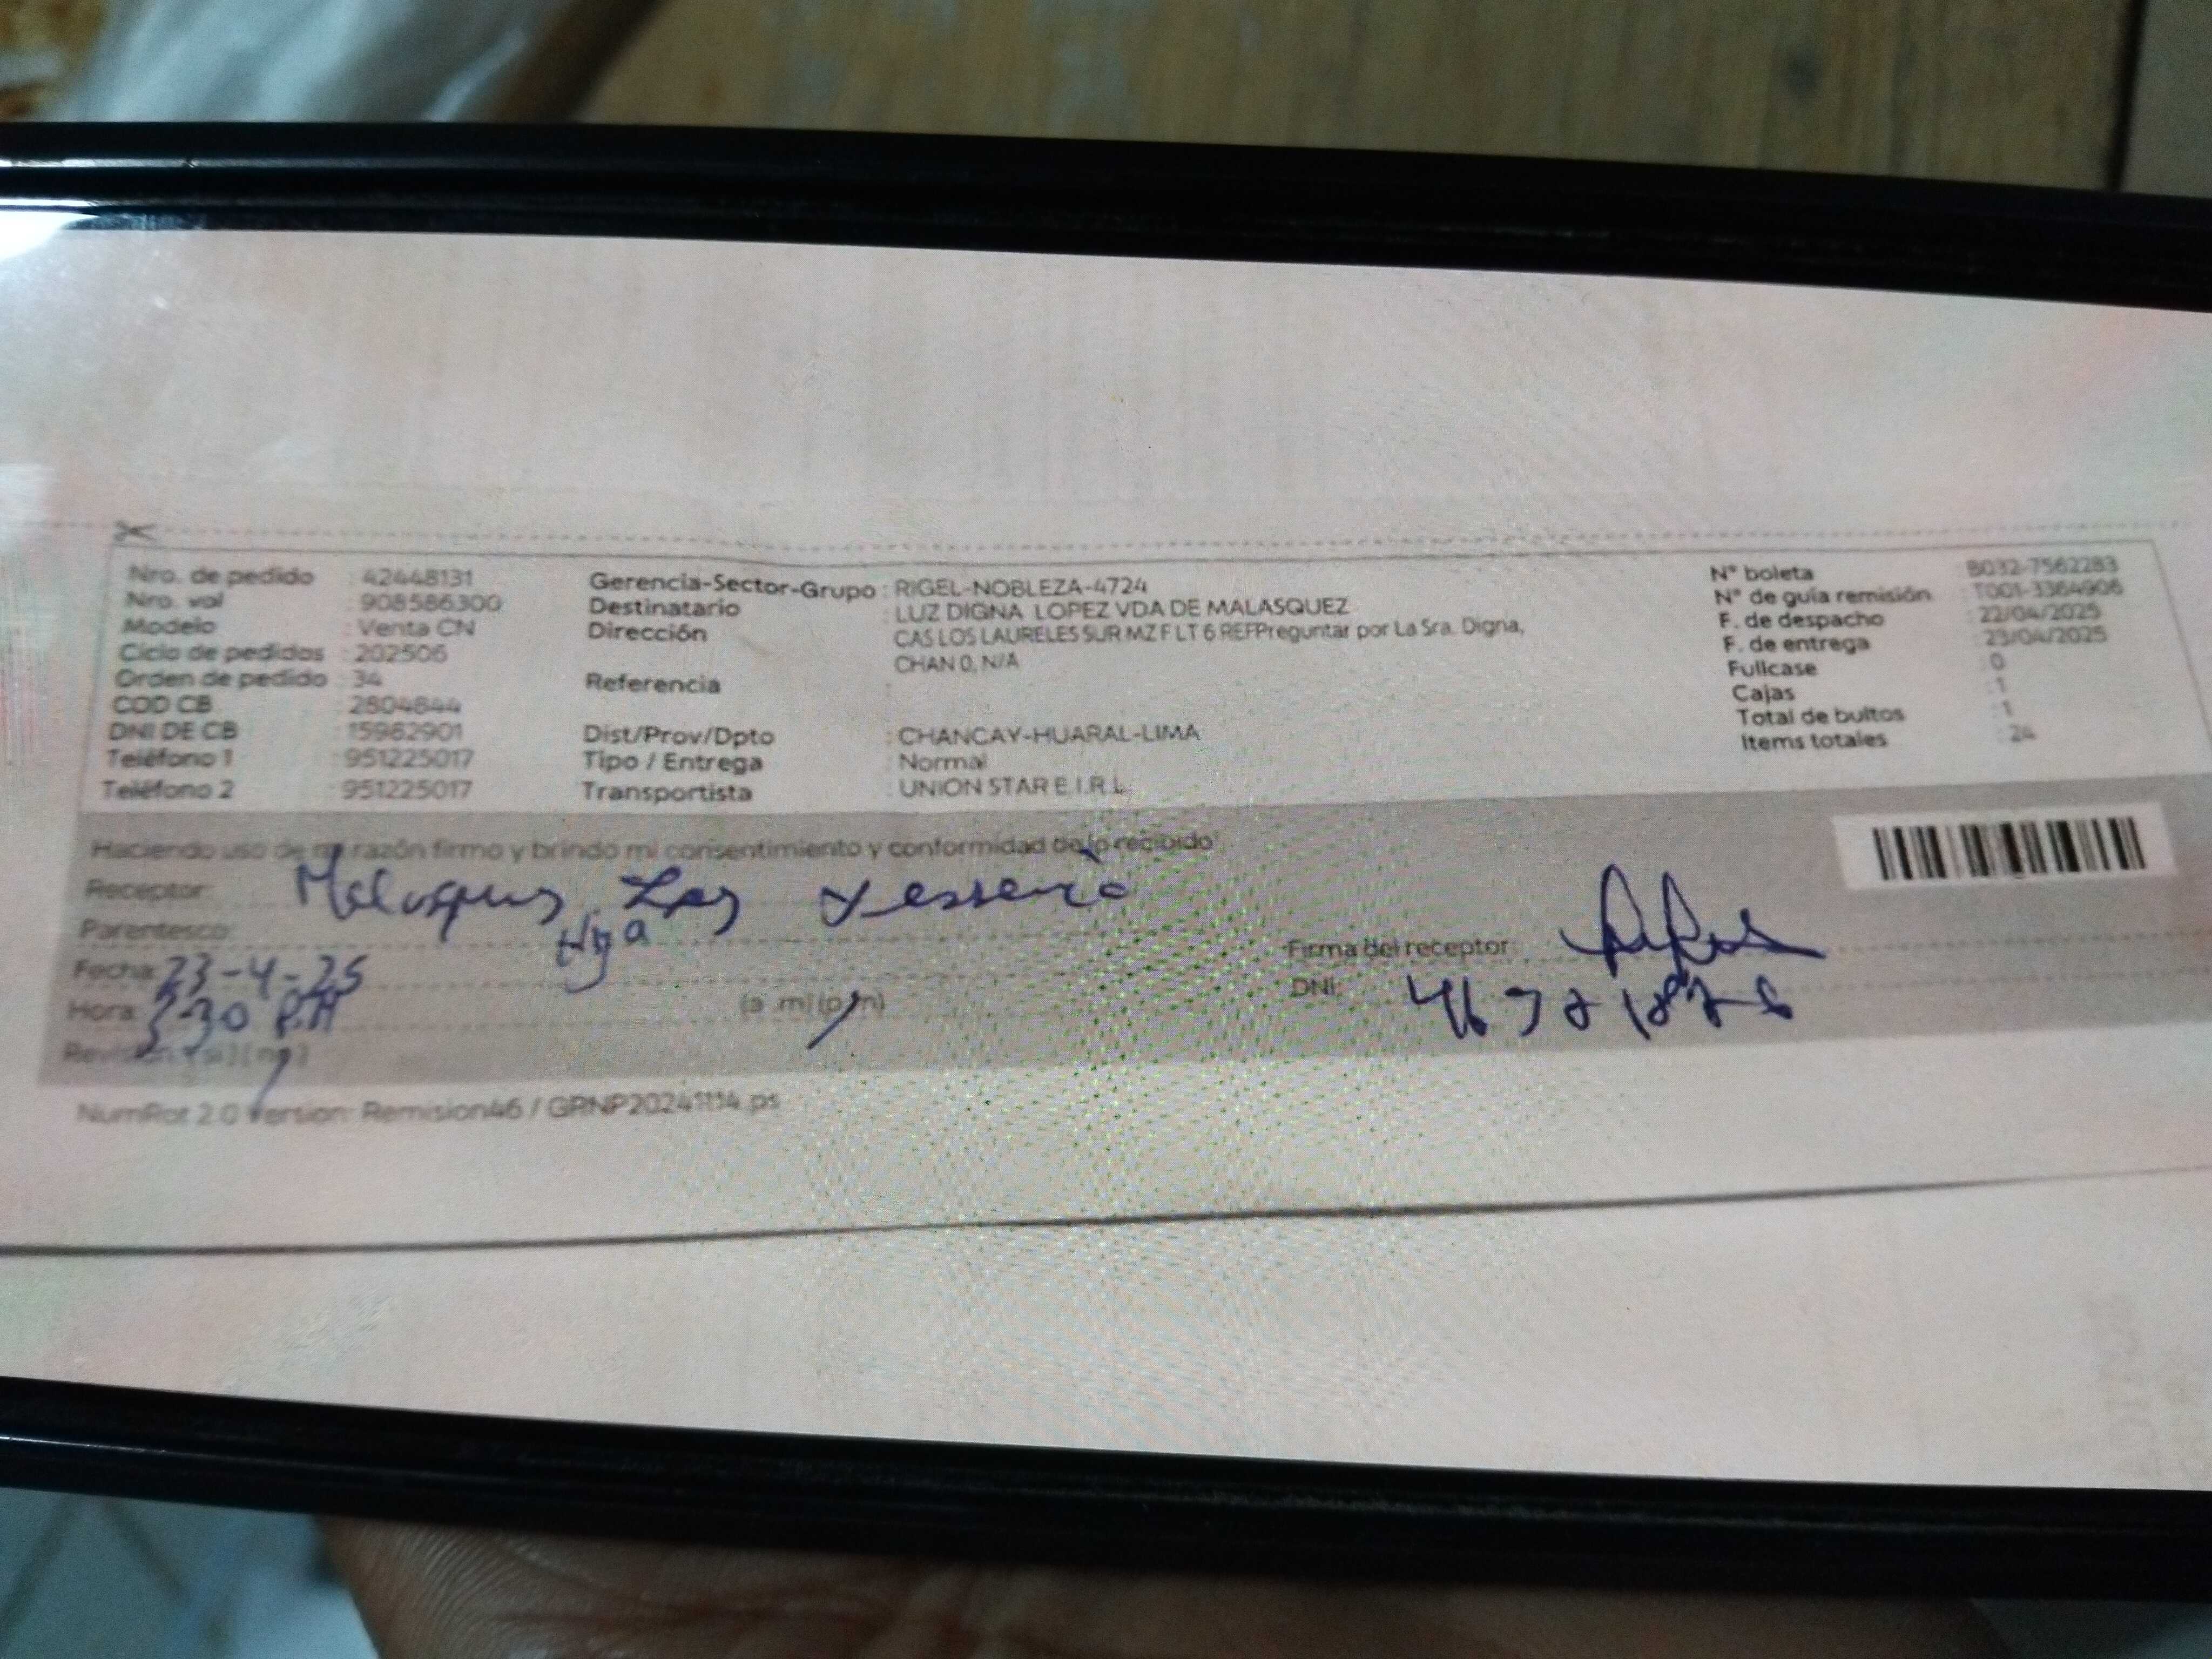 Nro. de pedido : 42448131
Nro. vol : 908586300
Modelo : Venta CN
Ciclo de pedidos : 202506
Orden de pedido : 34
COD CB : 2804844
DNI DE CB : 15982901
Teléfono 1 : 951225017
Teléfono 2 : 951225017
Gerencia-Sector-Grupo : RIGEL-NOBLEZA-4724
Destinatario : LUZ DIGNA LOPEZ VDA DE MALASQUEZ
Dirección : CAS LOS LAURELES SUR MZ F LT 6 REFPreguntar por La Sra. Digna,
CHAN 0, N/A
Referencia :
Dist/Prov/Dpto : CHANCAY-HUARAL-LIMA
Tipo / Entrega : Normal
Transportista : UNION STAR E.I.R.L.
N° boleta : B032-7562283
N° de guía remisión : T001-3364906
F. de despacho : 22/04/2025
F. de entrega : 23/04/2025
Fullcase : 0
Cajas : 1
Total de bultos : 1
Items totales : 24
Haciendo uso de mi razón firmo y brindo mi consentimiento y conformidad de lo recibido:
Receptor:
Parentesco: Hija
Fecha: 23-4-25
Hora: 330 P.M (a .m) (p .m)
Revisión: (si) (no)
Firma del receptor:
DNI:
NumRot 2.0 Version: Remision46 / GRNP20241114.ps